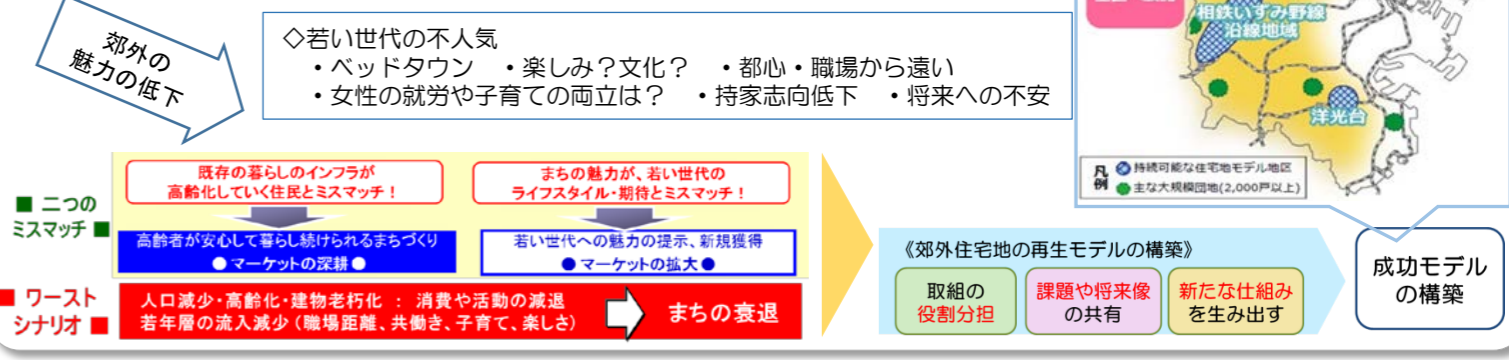 郊外の
魅力の低下
◇若い世代の不人気
・ベッドタウン ・楽しみ？文化？ ・都心・職場から遠い
・女性の就労や子育ての両立は？ ・持家志向低下 ・将来への不安
相鉄いずみ野線
沿線地域
洋光台
凡例
持続可能な住宅地モデル地区
主な大規模団地(2,000戸以上)
■ 二つの
ミスマッチ ■
既存の暮らしのインフラが
高齢化していく住民とミスマッチ！
まちの魅力が、若い世代の
ライフスタイル・期待とミスマッチ！
高齢者が安心して暮らし続けられるまちづくり
● マーケットの深耕 ●
若い世代への魅力の提示、新規獲得
● マーケットの拡大 ●
■ ワースト
シナリオ ■
人口減少・高齢化・建物老朽化 ： 消費や活動の減退
若年層の流入減少（職場距離、共働き、子育て、楽しさ）
まちの衰退
《郊外住宅地の再生モデルの構築》
取組の
役割分担
課題や将来像
の共有
新たな仕組み
を生み出す
成功モデル
の構築